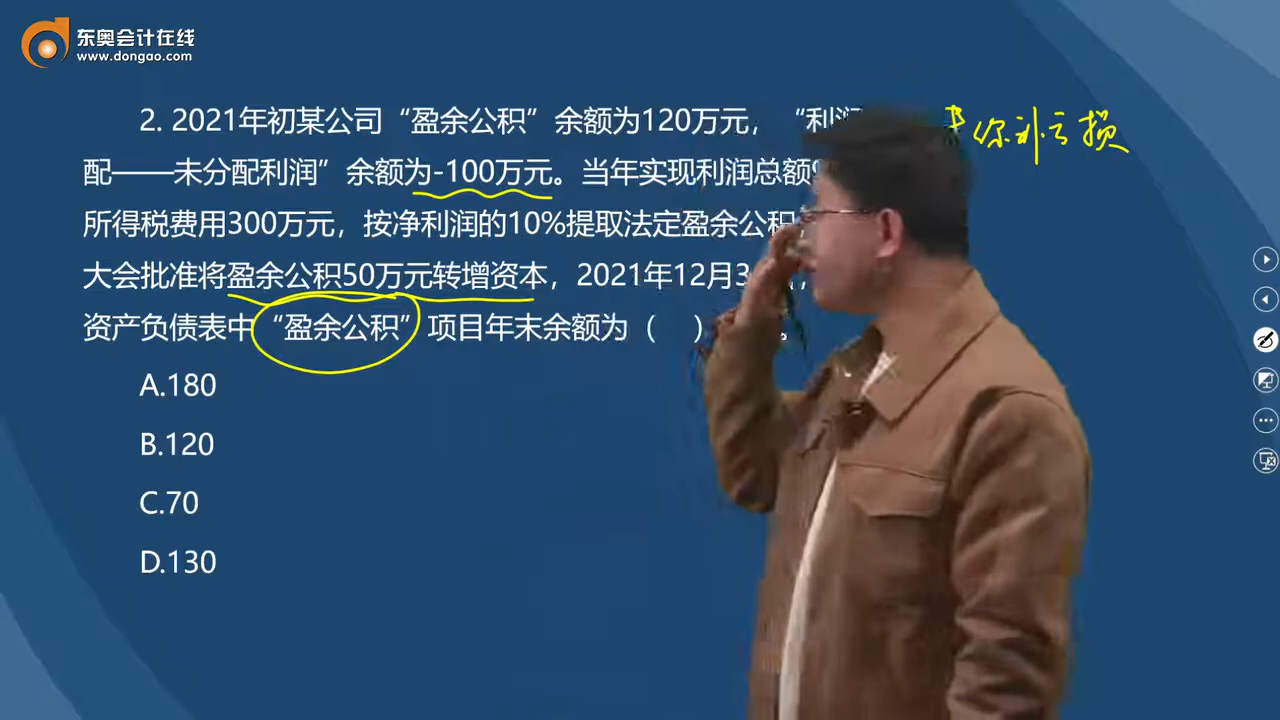 东奥会计在线
www.dongao.com
2. 2021年初某公司“盈余公积”余额为120万元，“利润
配——未分配利润”余额为-100万元。当年实现利润总额
所得税费用300万元，按净利润的10%提取法定盈余公积
大会批准将盈余公积50万元转增资本，2021年12月3
资产负债表中“盈余公积”项目年末余额为（ ）
A.180
B.120
C.70
D.130
亏损